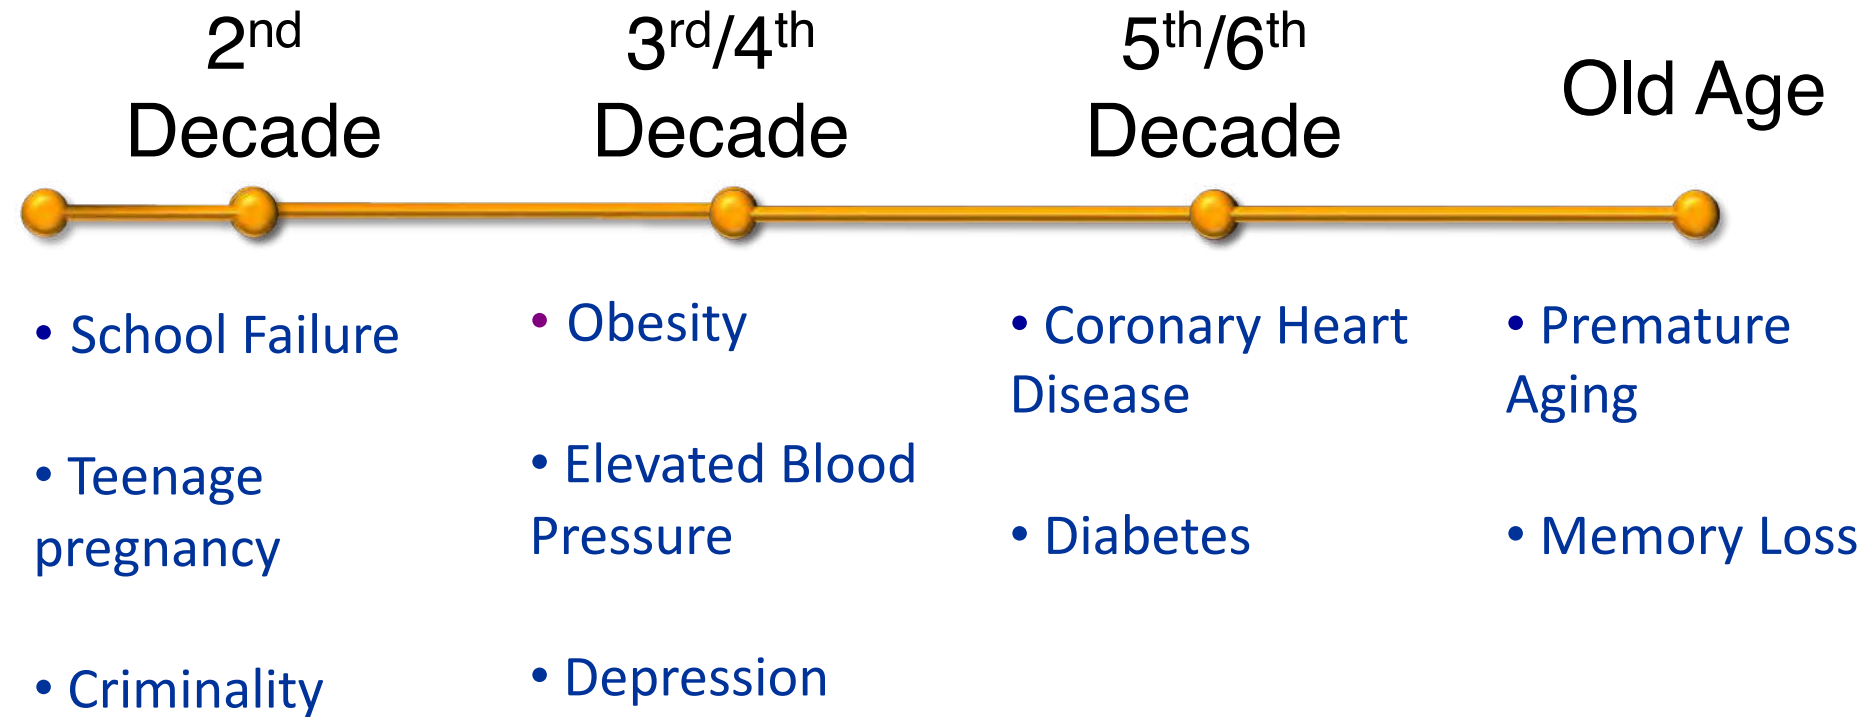 2nd
Decade
3rd/4th
Decade
5th/6th
Decade
Old Age
• School Failure
• Teenage
pregnancy
• Criminality
• Obesity
• Elevated Blood
Pressure
• Depression
• Coronary Heart
Disease
• Diabetes
• Premature
Aging
• Memory Loss